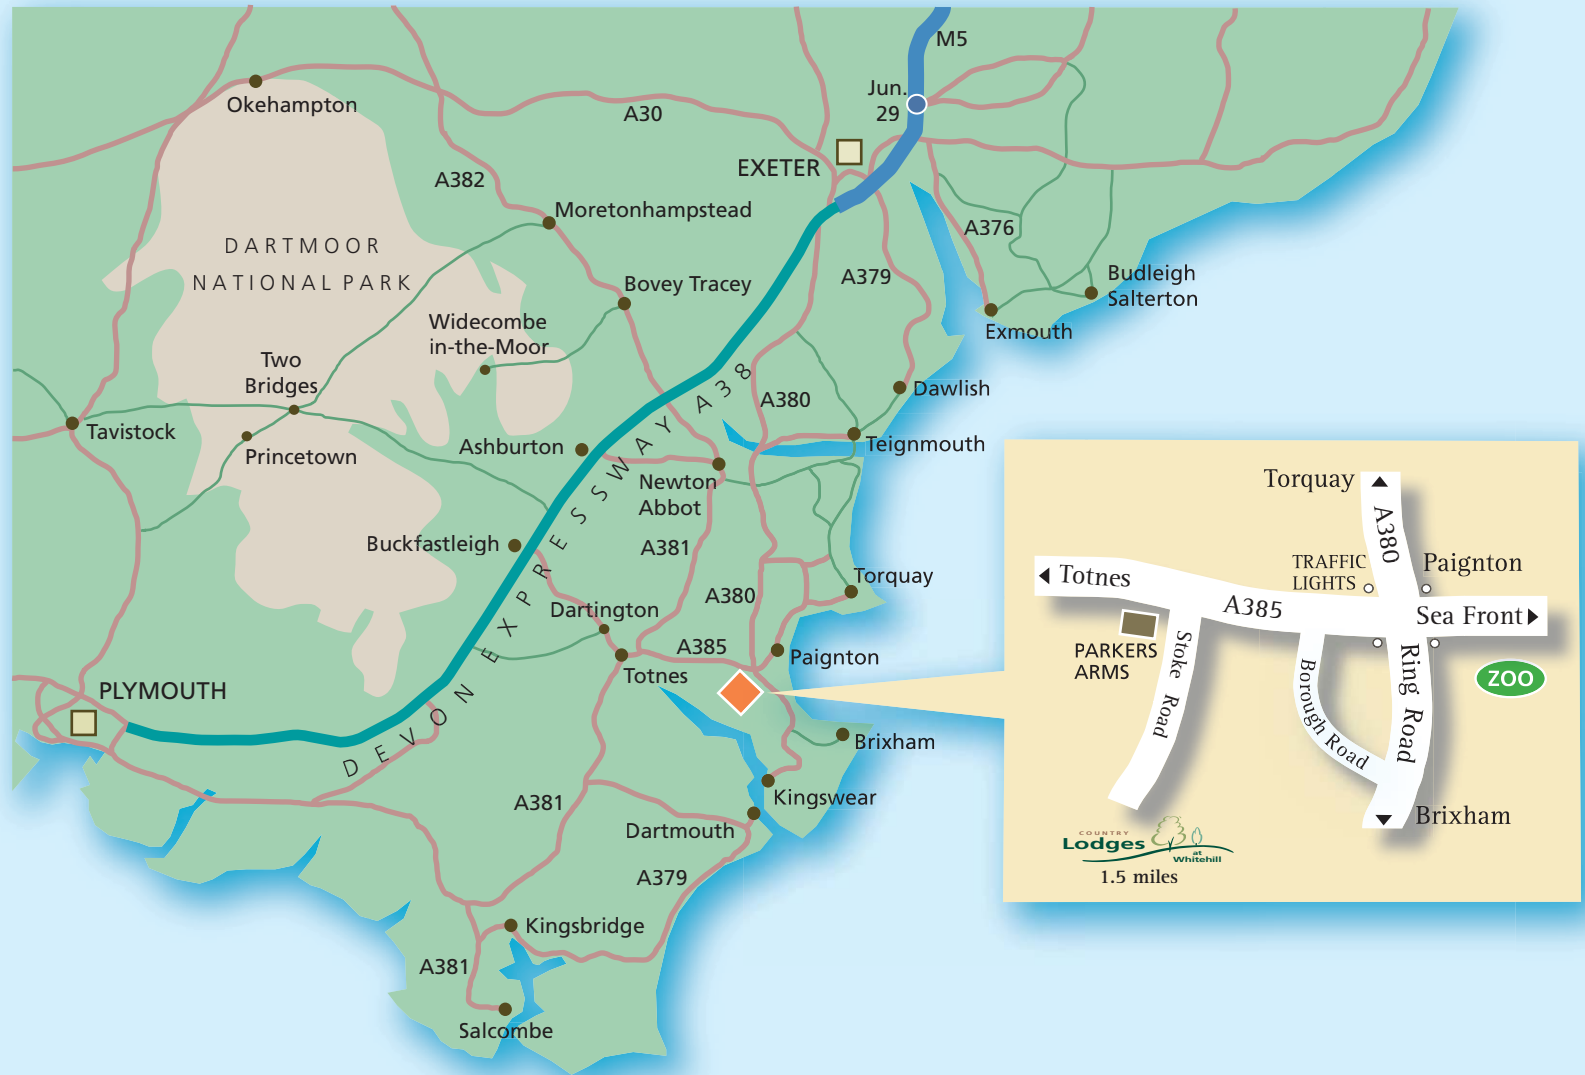 M5
Jun.
29
Okehampton
A30
EXETER
A382
Moretonhampstead
A376
DARTMOOR
NATIONAL PARK
A379
Budleigh
Salterton
Bovey Tracey
Exmouth
Widecombe
in-the-Moor
Two
Bridges
Dawlish
A380
Tavistock
Teignmouth
Ashburton
Princetown
Newton
Abbot
Buckfastleigh
A381
Torquay
A380
Dartington
A385
Paignton
Totnes
PLYMOUTH
DEVON EXPRESSWAY A38
Brixham
Kingswear
A381
Dartmouth
A379
Kingsbridge
A381
Salcombe
Torquay
A380
TRAFFIC
LIGHTS
Paignton
Totnes
A385
Sea Front
PARKERS
ARMS
Stoke Road
Borough Road
Ring Road
ZOO
Brixham
COUNTRY
Lodges
at
Whitehill
1.5 miles